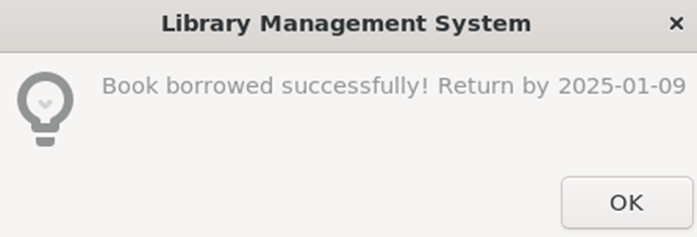 Library Management System
Book borrowed successfully! Return by 2025-01-09
OK